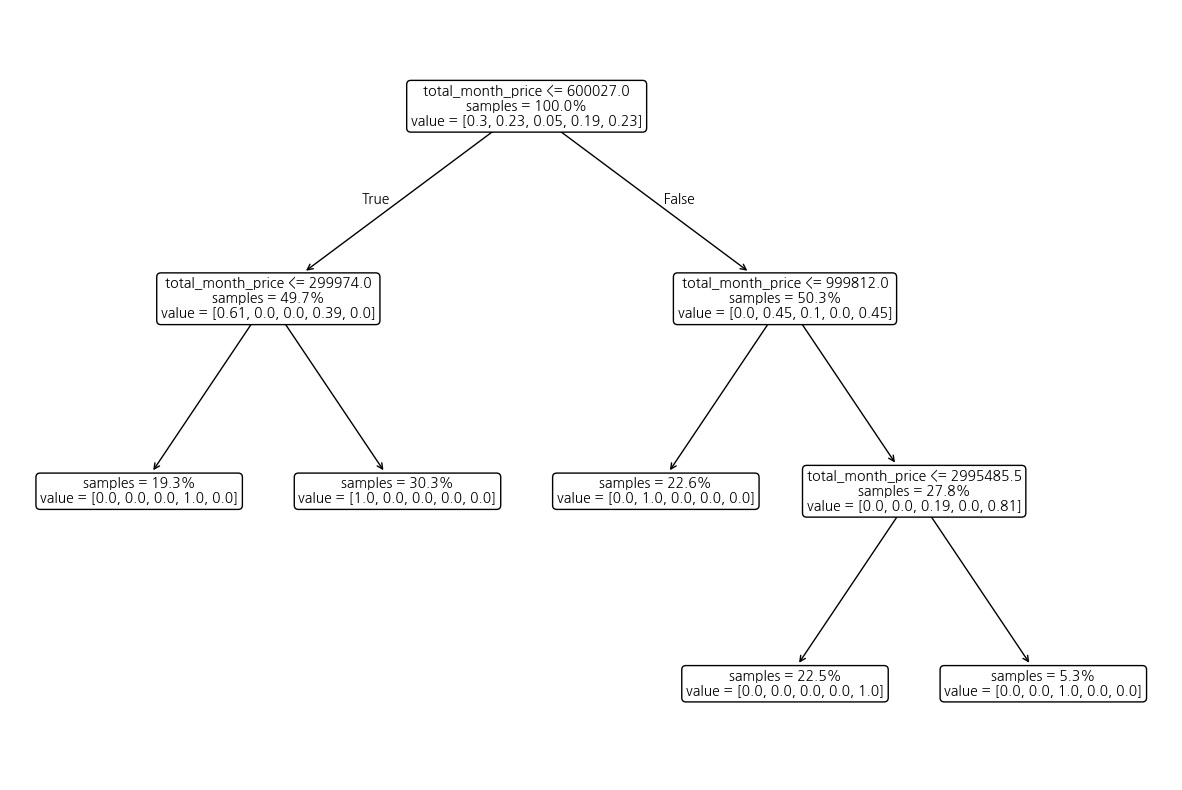 total_month_price <= 600027.0
samples = 100.0%
value = [0.3, 0.23, 0.05, 0.19, 0.23]
True
False
total_month_price <= 299974.0
samples = 49.7%
value = [0.61, 0.0, 0.0, 0.39, 0.0]
total_month_price <= 999812.0
samples = 50.3%
value = [0.0, 0.45, 0.1, 0.0, 0.45]
samples = 19.3%
value = [0.0, 0.0, 0.0, 1.0, 0.0]
samples = 30.3%
value = [1.0, 0.0, 0.0, 0.0, 0.0]
samples = 22.6%
value = [0.0, 1.0, 0.0, 0.0, 0.0]
total_month_price <= 2995485.5
samples = 27.8%
value = [0.0, 0.0, 0.19, 0.0, 0.81]
samples = 22.5%
value = [0.0, 0.0, 0.0, 0.0, 1.0]
samples = 5.3%
value = [0.0, 0.0, 1.0, 0.0, 0.0]